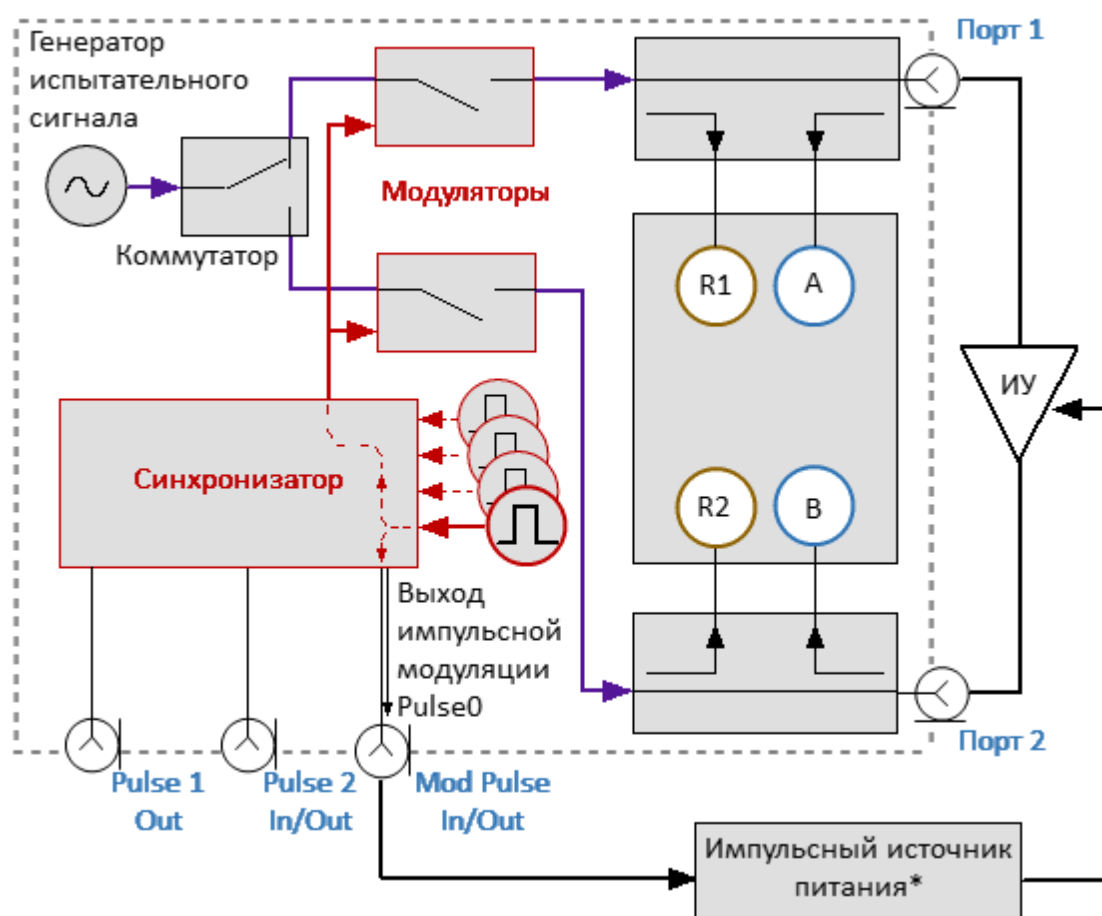 Генератор
испытательного
сигнала
Порт 1
Модуляторы
Коммутатор
R1
A
ИУ
Синхронизатор
R2
B
Выход
импульсной
модуляции
Pulse0
Порт 2
Pulse 1
Out
Pulse 2
In/Out
Mod Pulse
In/Out
Импульсный источник
питания*